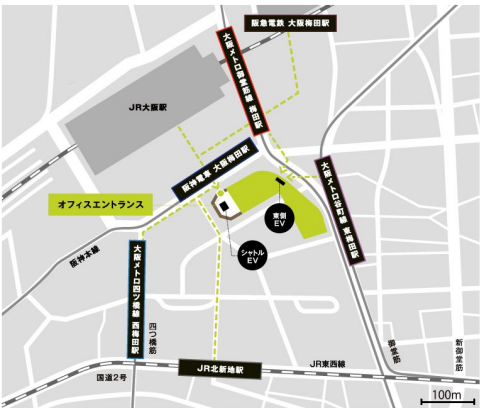 阪急電鉄 大阪梅田駅
大阪メトロ御堂筋線 梅田駅
JR大阪駅
阪神電車 大阪梅田駅
大阪メトロ谷町線 東梅田駅
オフィスエントランス
東側
EV
シャトル
EV
阪神本線
大阪メトロ四ツ橋線 西梅田駅
四つ橋筋
御堂筋
新御堂筋
JR東西線
JR北新地駅
国道2号
100m